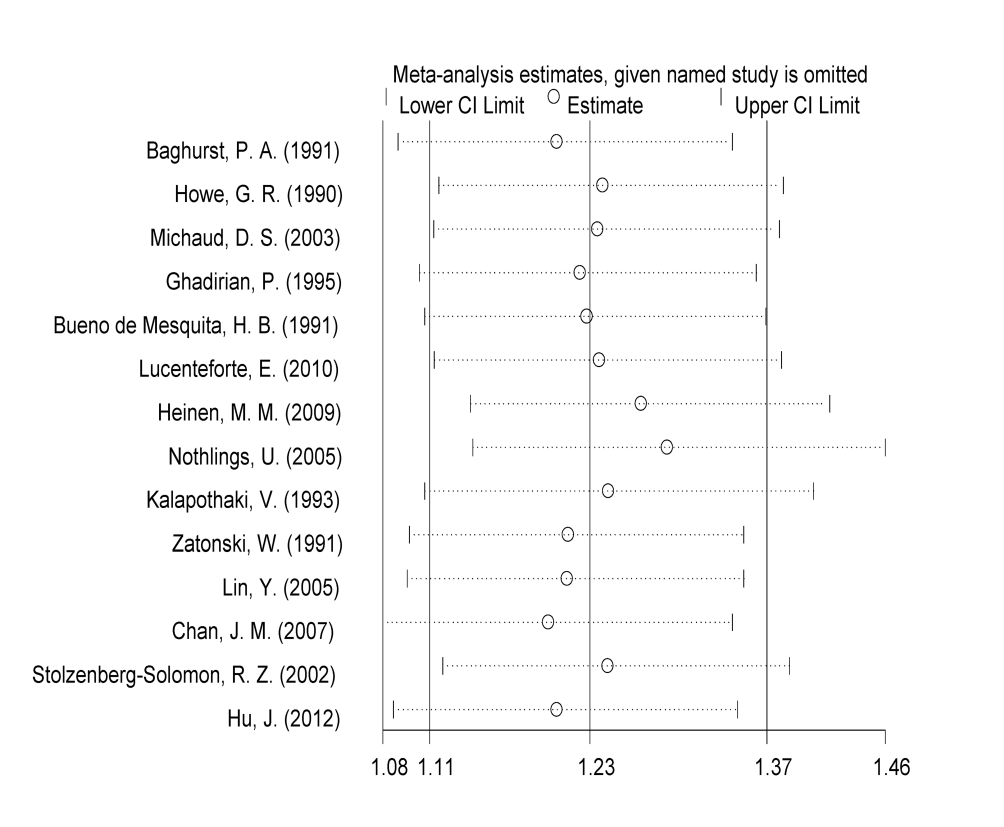 Meta-analysis estimates, given named study is omitted
Lower CI Limit Estimate Upper CI Limit
Baghurst, P. A. (1991)
Howe, G. R. (1990)
Michaud, D. S. (2003)
Ghadirian, P. (1995)
Bueno de Mesquita, H. B. (1991)
Lucenteforte, E. (2010)
Heinen, M. M. (2009)
Nothlings, U. (2005)
Kalapothaki, V. (1993)
Zatonski, W. (1991)
Lin, Y. (2005)
Chan, J. M. (2007)
Stolzenberg-Solomon, R. Z. (2002)
Hu, J. (2012)
1.08 1.11 1.23 1.37 1.46